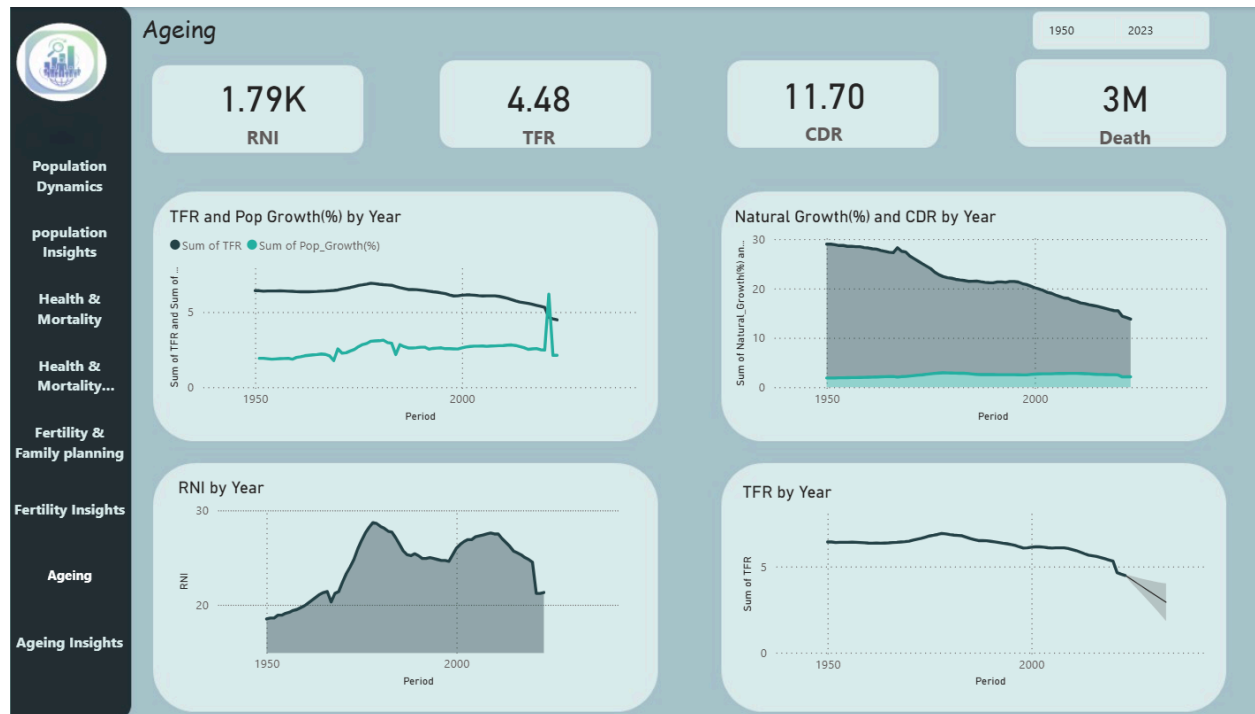 Ageing
1950 2023
1.79K
RNI
4.48
TFR
11.70
CDR
3M
Death
Population
Dynamics
population
Insights
Health &
Mortality
Health &
Mortality...
Fertility &
Family planning
Fertility Insights
Ageing
Ageing Insights
TFR and Pop Growth(%) by Year
Sum of TFR Sum of Pop_Growth(%)
Sum of TFR and Sum of ...
5
0
1950 2000
Period
Natural Growth(%) and CDR by Year
Sum of Natural_Growth(%) an...
30
20
10
0
1950 2000
Period
RNI by Year
RNI
30
20
1950 2000
Period
TFR by Year
Sum of TFR
5
0
1950 2000
Period